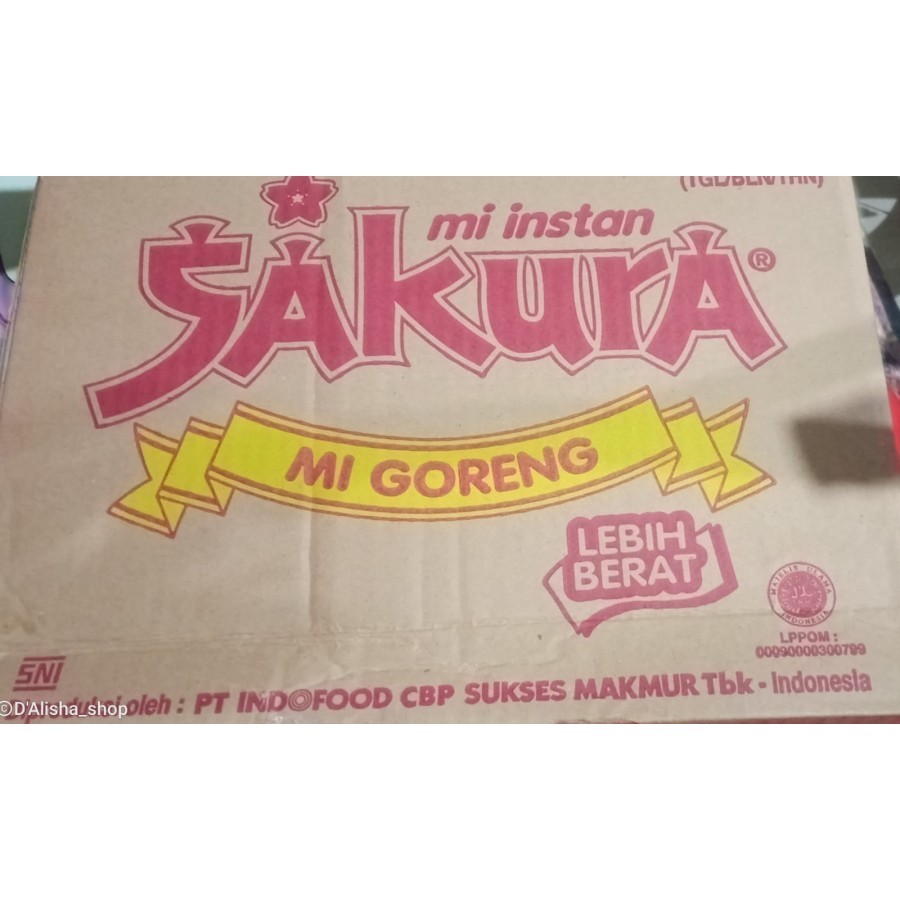 (TGL/BLN/THN)
mi instan
SAkurA®
MI GORENG
LEBIH
BERAT
MAJELIS ULAMA
INDONESIA
LPPOM :
00090000300799
SNI
oleh : PT INDOFOOD CBP SUKSES MAKMUR Tbk - Indonesia
©D'Alisha_shop